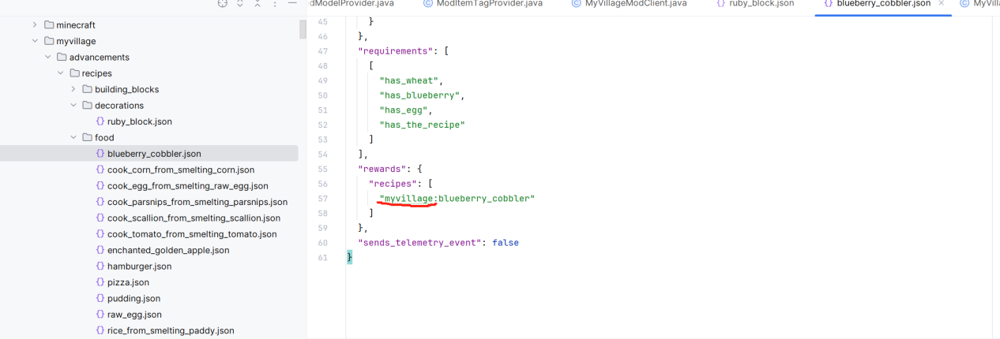 dModelProvider.java
ModItemTagProvider.java
MyVillageModClient.java
ruby_block.json
blueberry_cobbler.json
MyVilla
minecraft
myvillage
advancements
recipes
building_blocks
decorations
ruby_block.json
food
blueberry_cobbler.json
cook_corn_from_smelting_corn.json
cook_egg_from_smelting_raw_egg.json
cook_parsnips_from_smelting_parsnips.json
cook_scallion_from_smelting_scallion.json
cook_tomato_from_smelting_tomato.json
enchanted_golden_apple.json
hamburger.json
pizza.json
pudding.json
raw_egg.json
rice_from_smelting_paddy.json
45 }
46 },
47 "requirements": [
48 [
49 "has_wheat",
50 "has_blueberry",
51 "has_egg",
52 "has_the_recipe"
53 ]
54 ],
55 "rewards": {
56 "recipes": [
57 "myvillage:blueberry_cobbler"
58 ]
59 },
60 "sends_telemetry_event": false
61 }